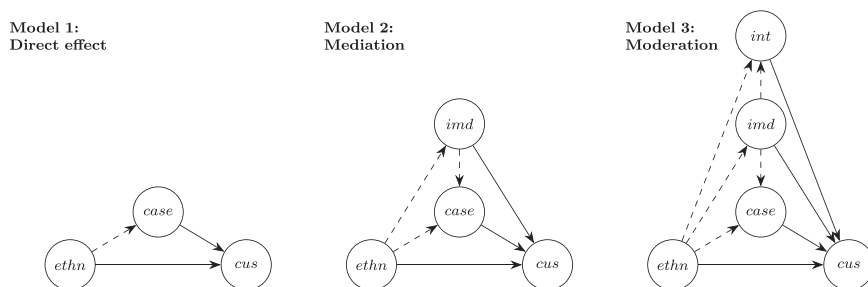 Model 1:
Direct effect
case
ethn
cus
Model 2:
Mediation
imd
case
ethn
cus
Model 3:
Moderation
int
imd
case
ethn
cus